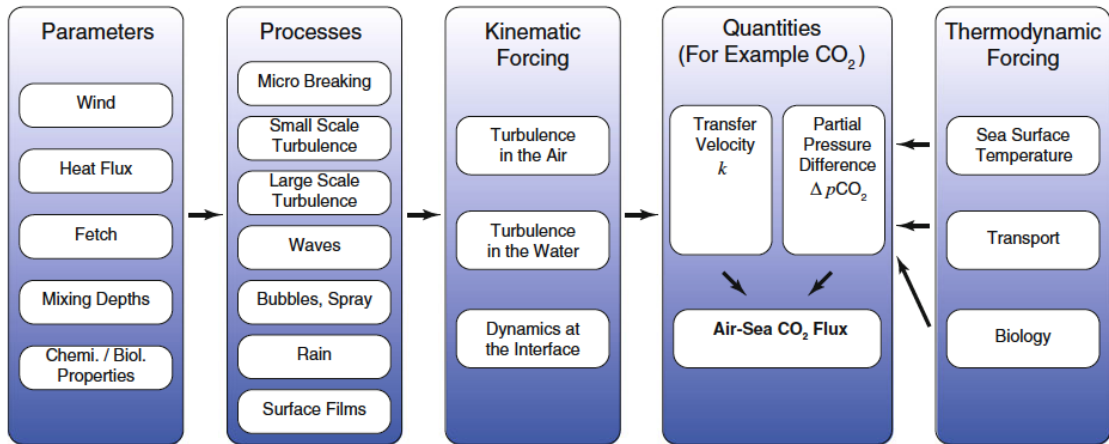 Parameters
Wind
Heat Flux
Fetch
Mixing Depths
Chemi. / Biol.
Properties
Processes
Micro Breaking
Small Scale
Turbulence
Large Scale
Turbulence
Waves
Bubbles, Spray
Rain
Surface Films
Kinematic
Forcing
Turbulence
in the Air
Turbulence
in the Water
Dynamics at
the Interface
Quantities
(For Example CO₂)
Transfer
Velocity
k
Partial
Pressure
Difference
Δ pCO₂
Air-Sea CO₂ Flux
Thermodynamic
Forcing
Sea Surface
Temperature
Transport
Biology